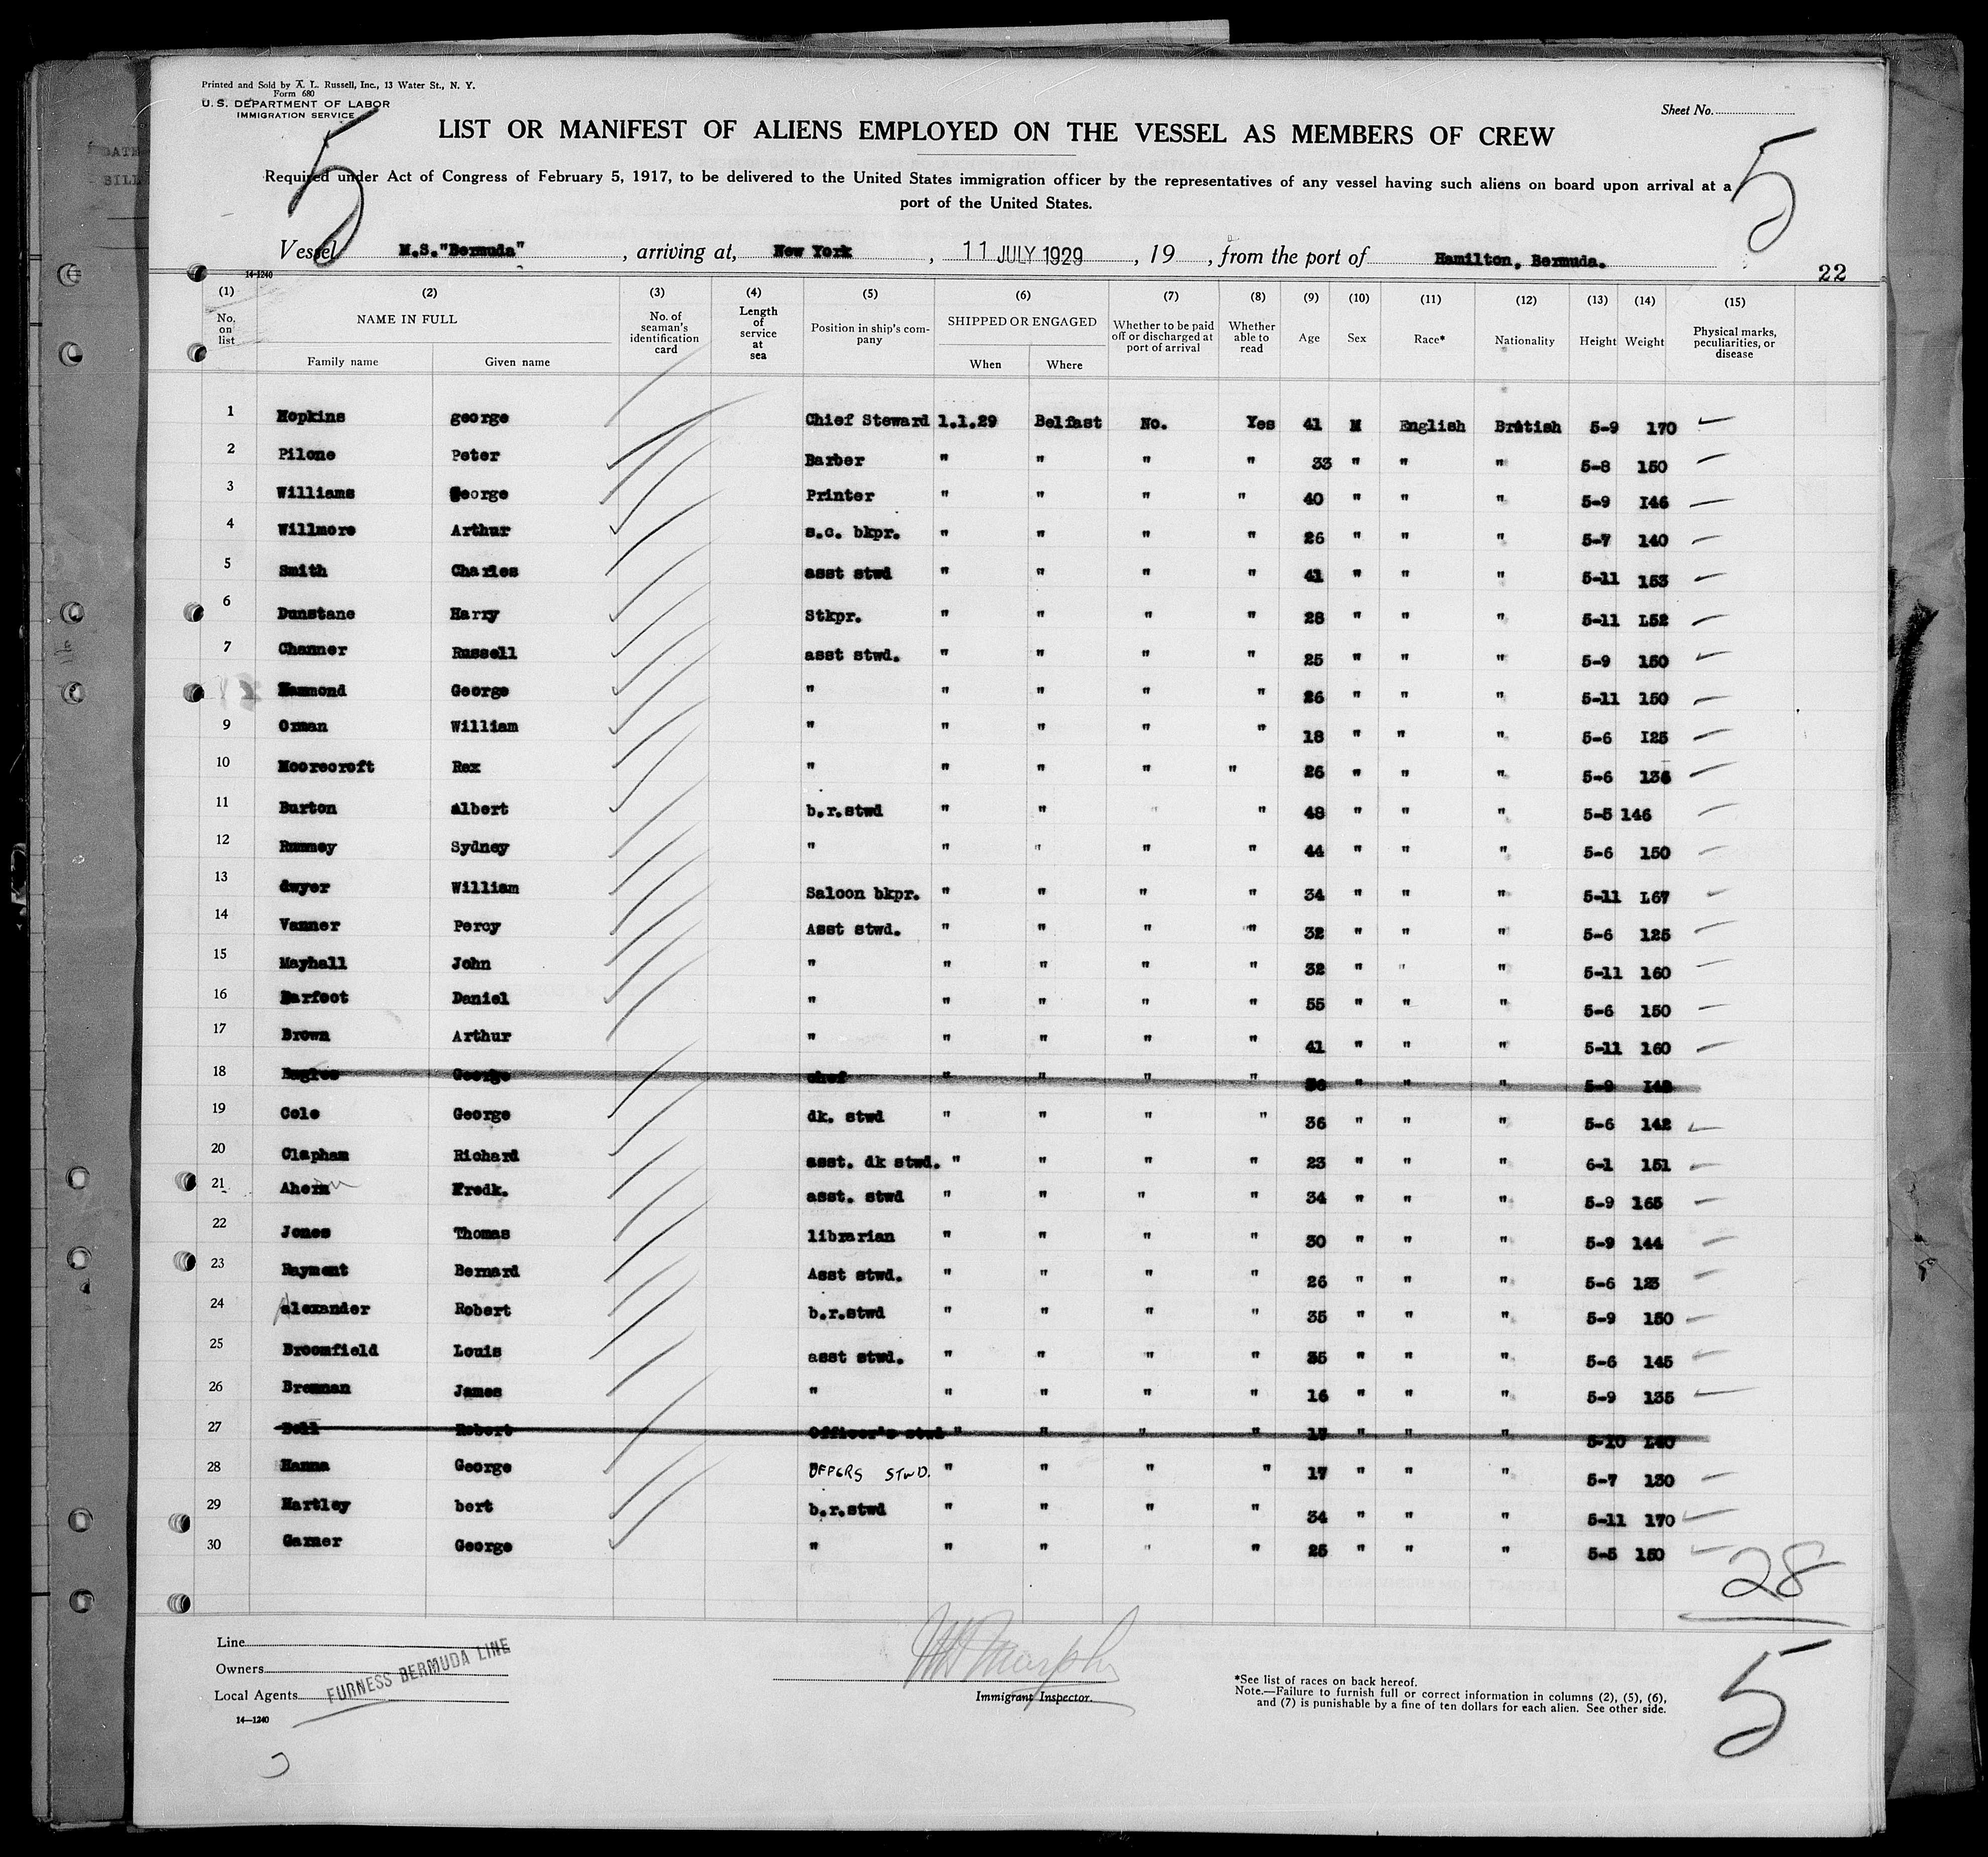 Printed and Sold by A. L. Russell, Inc., 13 Water St., N. Y.
Form 680
U. S. DEPARTMENT OF LABOR
IMMIGRATION SERVICE
Sheet No.
5
5
LIST OR MANIFEST OF ALIENS EMPLOYED ON THE VESSEL AS MEMBERS OF CREW
Required under Act of Congress of February 5, 1917, to be delivered to the United States immigration officer by the representatives of any vessel having such aliens on board upon arrival at a
port of the United States.
Vessel M.S."Bermuda", arriving at, New York, 11 JULY 1929, 19 , from the port of Hamilton, Bermuda.
14-1240
22
(1) (2) (3) (4) (5) (6) (7) (8) (9) (10) (11) (12) (13) (14) (15)
No. on list NAME IN FULL No. of seaman's identification card Length of service at sea Position in ship's company SHIPPED OR ENGAGED Whether to be paid off or discharged at port of arrival Whether able to read Age Sex Race* Nationality Height Weight Physical marks, peculiarities, or disease
Family name Given name When Where
1 Hopkins george Chief Steward 1.1.29 Belfast No. Yes 41 M English British 5-9 170
2 Pilone Peter Barber " " " " 33 " " " 5-8 150
3 Williams George Printer " " " " 40 " " " 5-9 I46
4 Willmore Arthur s.c. bkpr. " " " " 26 " " " 5-7 140
5 Smith Charles asst stwd " " " " 41 " " " 5-11 153
6 Dunstane Harry Stkpr. " " " " 28 " " " 5-11 L52
7 Channer Russell asst stwd. " " " " 25 " " " 5-9 150
Hammond George " " " " " 26 " " " 5-11 150
9 Orman William " " " " " 18 " " " 5-6 I25
10 Moorecroft Rex " " " " " 26 " " " 5-6 136
11 Burton albert b.r.stwd " " " " 48 " " " 5-5 146
12 Rumney Sydney " " " " " 44 " " " 5-6 150
13 dwyer William Saloon bkpr. " " " " 34 " " " 5-11 L67
14 Vanner Percy Asst stwd. " " " " 32 " " " 5-6 125
15 Mayhall John " " " " " 32 " " " 5-11 160
16 Barfoot Daniel " " " " " 55 " " " 5-6 150
17 Brown Arthur " " " " " 41 " " " 5-11 160
18 George chef " " " " " " " 5-9
19 Cole George dk. stwd " " " " 36 " " " 5-6 142
20 Clapham Richard asst. dk stwd. " " " " 23 " " " 6-1 151
21 Ahern Fredk. asst. stwd " " " " 34 " " " 5-9 165
22 Jones Thomas librarian " " " " 30 " " " 5-9 144
23 Rayment Bernard Asst stwd. " " " " 26 " " " 5-6 123
24 Alexander Robert b.r.stwd " " " " 35 " " " 5-9 150
25 Broomfield Louis asst stwd. " " " " 35 " " " 5-6 145
26 Brennan James " " " " " 16 " " " 5-9 135
27 Bell Robert Officer's stwd " " " " 17 " " " 5-10 L40
28 Hanna George OFFCRS STWD. " " " " 17 " " " 5-7 130
29 Hartley bert b.r.stwd " " " " 34 " " " 5-11 170
30 Garner George " " " " " 25 " " " 5-5 150
28
Line
Owners
Local Agents
FURNESS BERMUDA LINE
14—1240
Murphy
Immigrant Inspector.
*See list of races on back hereof.
Note.—Failure to furnish full or correct information in columns (2), (5), (6),
and (7) is punishable by a fine of ten dollars for each alien. See other side.
5